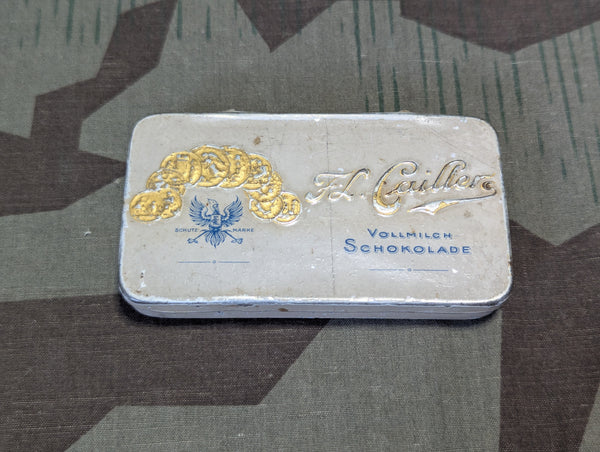 F. L. Cailler
SCHUTZ MARKE
VOLLMILCH
SCHOKOLADE